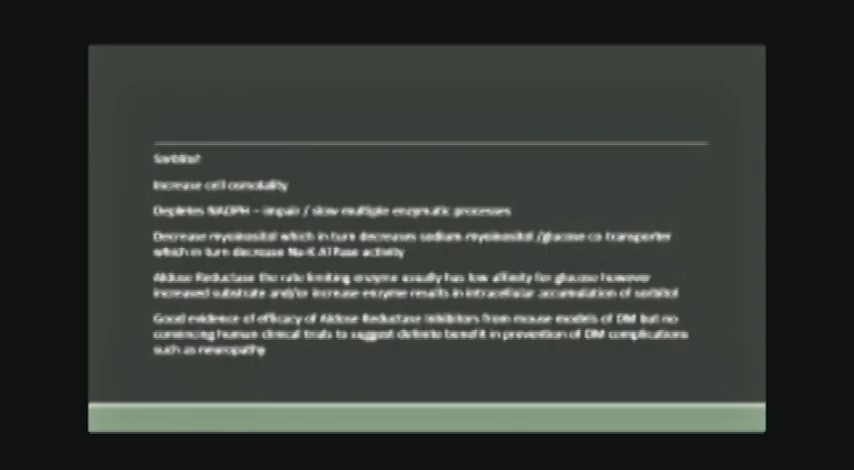 Sorbitol
Increase cell osmolality
Depletes NADPH – impair / slow multiple enzymatic processes
Decrease myoinositol which in turn decreases sodium myoinositol /glucose co transporter
which in turn decrease Na-K ATPase activity
Aldose Reductase the rate limiting enzyme usually has low affinity for glucose however
increased substrate and/or increase enzyme results in intracellular accumulation of sorbitol
Good evidence of efficacy of Aldose Reductase Inhibitors from mouse models of DM but no
convincing human clinical trials to suggest definite benefit in prevention of DM complications
such as neuropathy